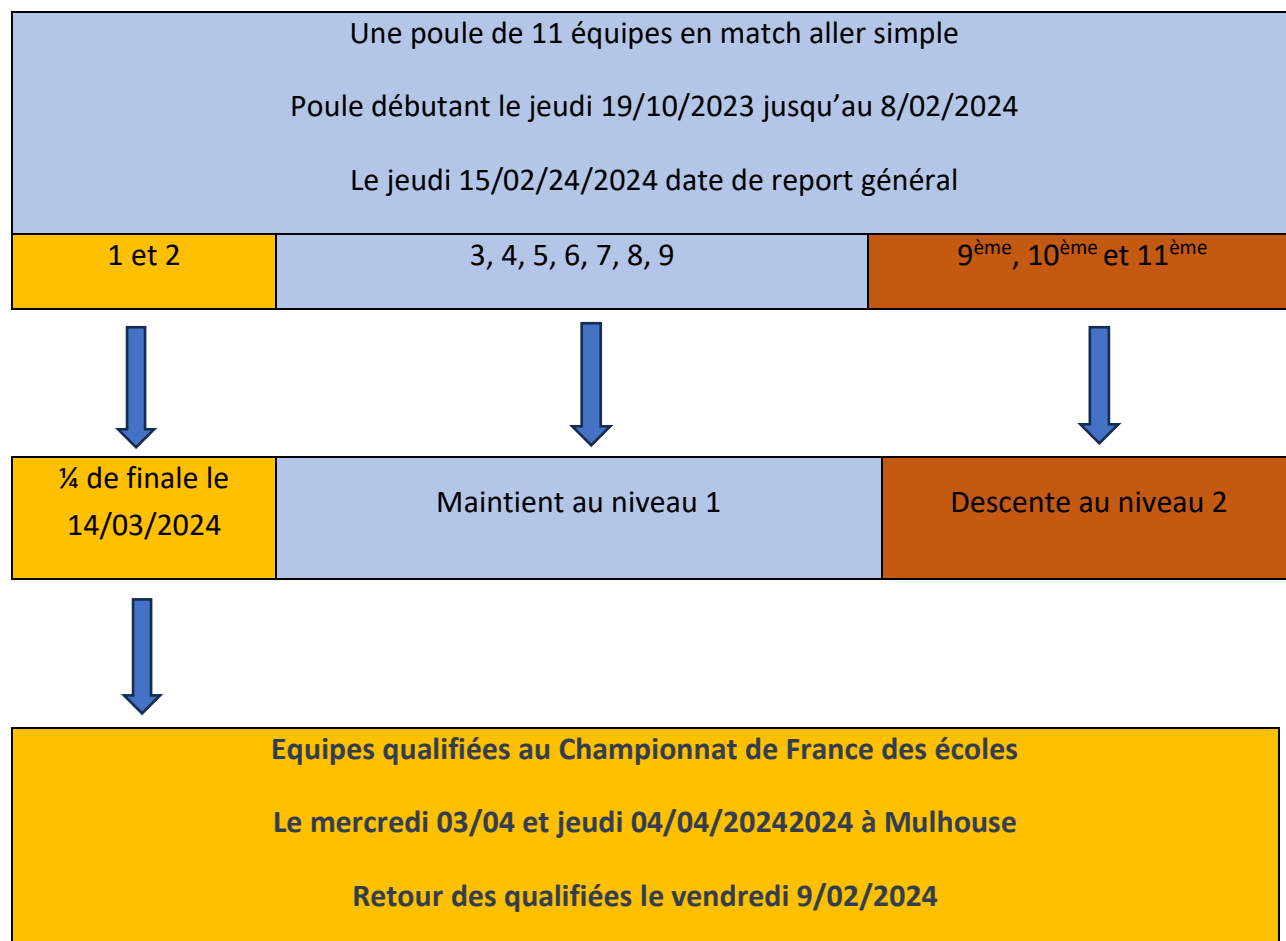 Une poule de 11 équipes en match aller simple
Poule débutant le jeudi 19/10/2023 jusqu’au 8/02/2024
Le jeudi 15/02/24/2024 date de report général
1 et 2
3, 4, 5, 6, 7, 8, 9
9ème, 10ème et 11ème
¼ de finale le
14/03/2024
Maintient au niveau 1
Descente au niveau 2
Equipes qualifiées au Championnat de France des écoles
Le mercredi 03/04 et jeudi 04/04/20242024 à Mulhouse
Retour des qualifiées le vendredi 9/02/2024